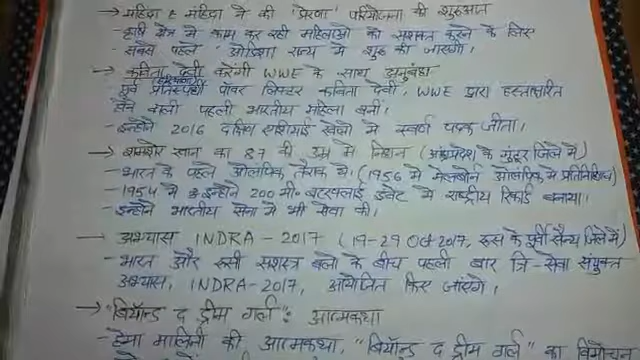 → महिंद्रा & महिंद्रा ने की 'प्रेरणा' परियोजना की शुरुआत
- कृषि क्षेत्र में काम कर रही महिलाओं को सशक्त करने के लिए
- सबसे पहले ओडिशा राज्य में शुरू की जाएगी।
→ कविता देवी करेंगी WWE के साथ अनुबंध
- पूर्व प्रतिस्पर्धी पॉवर लिफ्टर कविता देवी, WWE द्वारा हस्ताक्षरित
होने वाली पहली भारतीय महिला बनीं।
- इन्होंने 2016 दक्षिण एशियाई खेलों में स्वर्ण पदक जीता।
→ शमशेर खान का 87 की उम्र में निधन (आंध्रप्रदेश के गुंटूर जिले में)
- भारत के पहले ओलंपिक तैराक थे। (1956 में मेलबोर्न ओलंपिक में प्रतिनिधित्व)
- 1954 में इन्होंने 200 मी. बटरफ्लाई इवेंट में राष्ट्रीय रिकॉर्ड बनाया।
- इन्होंने भारतीय सेना में भी सेवा की।
→ अभ्यास INDRA - 2017 (19-29 Oct 2017, रूस के पूर्वी सैन्य जिले में)
- भारत और रूसी सशस्त्र बलों के बीच पहली बार त्रि-सेवा संयुक्त
अभ्यास, INDRA-2017, आयोजित किए जाएंगे।
→ "बियॉन्ड द ड्रीम गर्ल": आत्मकथा
- हेमा मालिनी की आत्मकथा, "बियॉन्ड द ड्रीम गर्ल" का विमोचन